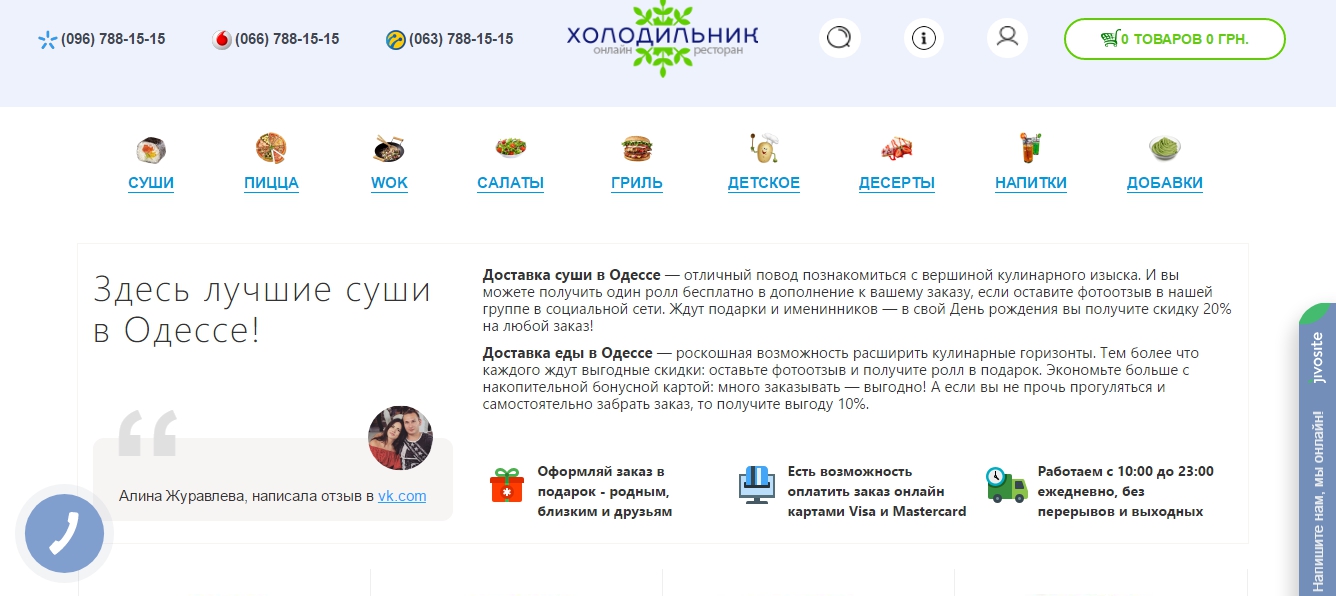 (096) 788-15-15
(066) 788-15-15
(063) 788-15-15
ХОЛОДИЛЬНИК
онлайн ресторан
0 ТОВАРОВ 0 ГРН.
СУШИ
ПИЦЦА
WOK
САЛАТЫ
ГРИЛЬ
ДЕТСКОЕ
ДЕСЕРТЫ
НАПИТКИ
ДОБАВКИ
Здесь лучшие суши
в Одессе!
Алина Журавлева, написала отзыв в vk.com
Доставка суши в Одессе — отличный повод познакомиться с вершиной кулинарного изыска. И вы
можете получить один ролл бесплатно в дополнение к вашему заказу, если оставите фотоотзыв в нашей
группе в социальной сети. Ждут подарки и именинников — в свой День рождения вы получите скидку 20%
на любой заказ!
Доставка еды в Одессе — роскошная возможность расширить кулинарные горизонты. Тем более что
каждого ждут выгодные скидки: оставьте фотоотзыв и получите ролл в подарок. Экономьте больше с
накопительной бонусной картой: много заказывать — выгодно! А если вы не прочь прогуляться и
самостоятельно забрать заказ, то получите выгоду 10%.
Оформляй заказ в
подарок - родным,
близким и друзьям
Есть возможность
оплатить заказ онлайн
картами Visa и Mastercard
Работаем с 10:00 до 23:00
ежедневно, без
перерывов и выходных
jivosite
Напишите нам, мы онлайн!